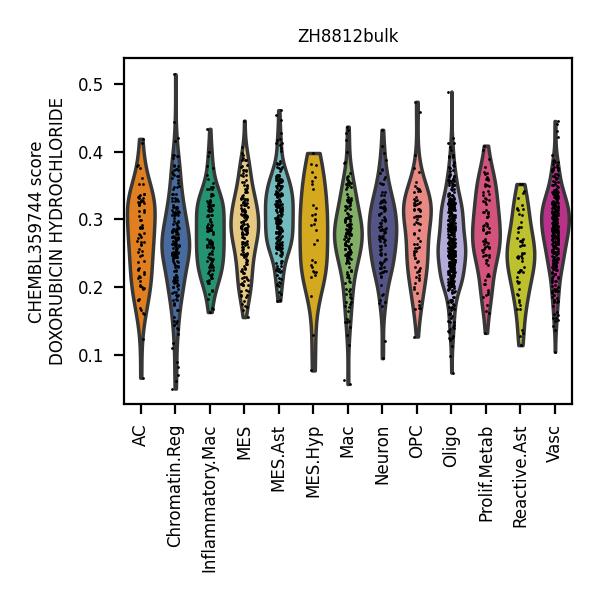 ZH8812bulk
CHEMBL359744 score
DOXORUBICIN HYDROCHLORIDE
0.5
0.4
0.3
0.2
0.1
AC
Chromatin.Reg
Inflammatory.Mac
MES
MES.Ast
MES.Hyp
Mac
Neuron
OPC
Oligo
Prolif.Metab
Reactive.Ast
Vasc